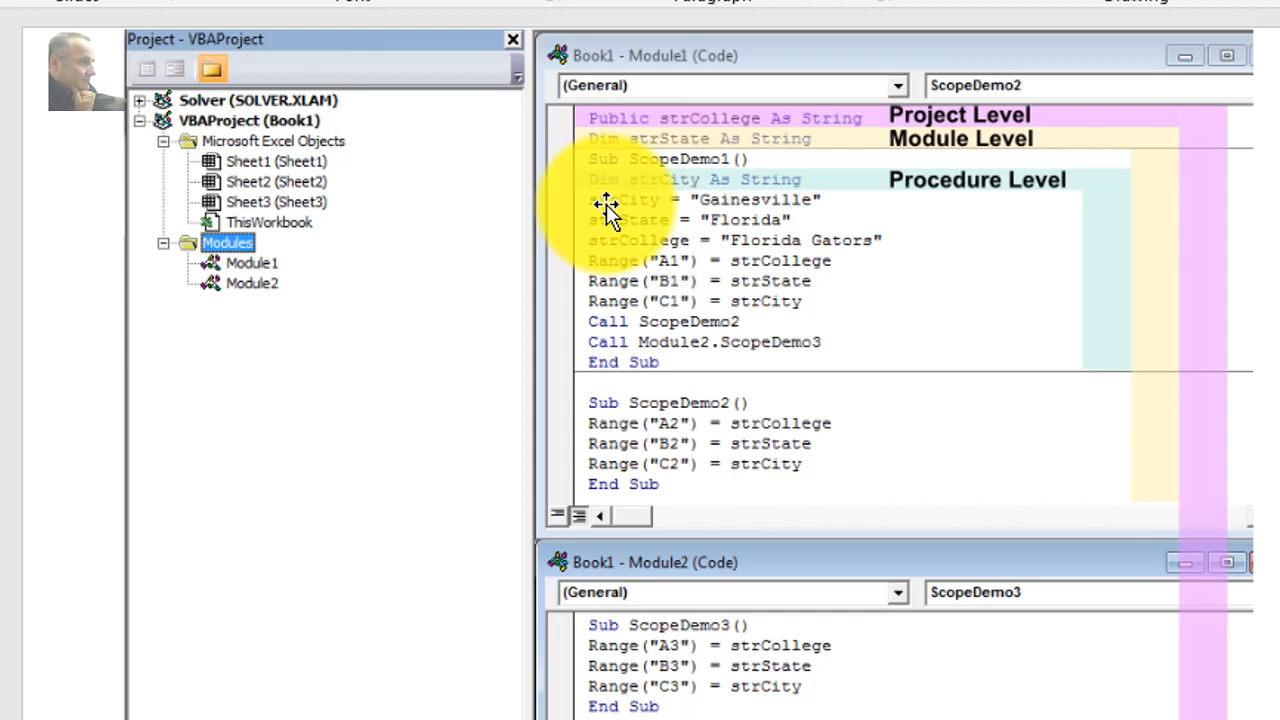 Project - VBAProject
Solver (SOLVER.XLAM)
VBAProject (Book1)
Microsoft Excel Objects
Sheet1 (Sheet1)
Sheet2 (Sheet2)
Sheet3 (Sheet3)
ThisWorkbook
Modules
Module1
Module2
Book1 - Module1 (Code)
(General)
ScopeDemo2
Public strCollege As String
Project Level
Dim strState As String
Module Level
Sub ScopeDemo1()
Dim strCity As String
Procedure Level
strCity = "Gainesville"
strState = "Florida"
strCollege = "Florida Gators"
Range("A1") = strCollege
Range("B1") = strState
Range("C1") = strCity
Call ScopeDemo2
Call Module2.ScopeDemo3
End Sub
Sub ScopeDemo2()
Range("A2") = strCollege
Range("B2") = strState
Range("C2") = strCity
End Sub
Book1 - Module2 (Code)
(General)
ScopeDemo3
Sub ScopeDemo3()
Range("A3") = strCollege
Range("B3") = strState
Range("C3") = strCity
End Sub